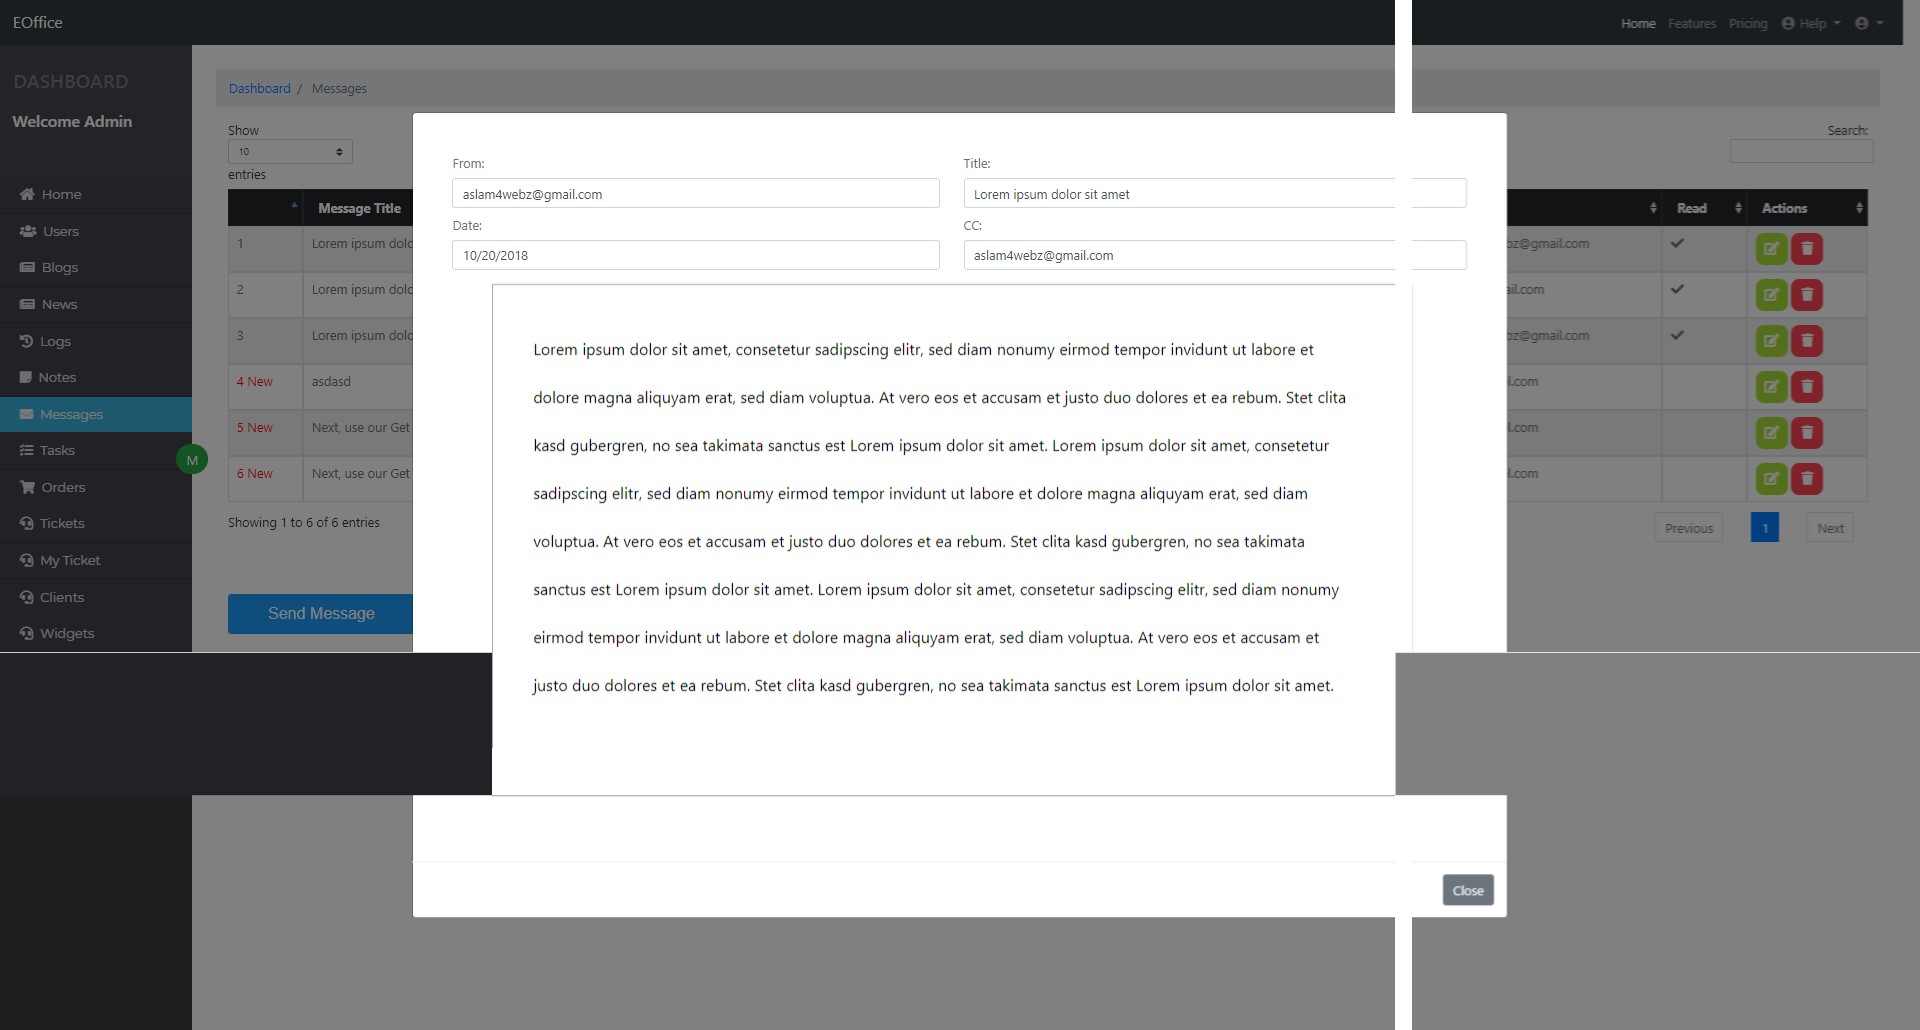 EOffice
Home Features Pricing Help
DASHBOARD
Welcome Admin
Home
Users
Blogs
News
Logs
Notes
Messages
Tasks
M
Orders
Tickets
My Ticket
Clients
Widgets
Dashboard / Messages
Show
10
entries
Search:
Message Title
Read Actions
1 Lorem ipsum
2 Lorem ipsum
3 Lorem ipsum
4 New asdasd
5 New Next, use our Get
6 New Next, use our Get
Showing 1 to 6 of 6 entries
Previous 1 Next
Send Message
From: Title:
aslam4webz@gmail.com Lorem ipsum dolor sit amet
Date: CC:
10/20/2018 aslam4webz@gmail.com
Lorem ipsum dolor sit amet, consetetur sadipscing elitr, sed diam nonumy eirmod tempor invidunt ut labore et
dolore magna aliquyam erat, sed diam voluptua. At vero eos et accusam et justo duo dolores et ea rebum. Stet clita
kasd gubergren, no sea takimata sanctus est Lorem ipsum dolor sit amet. Lorem ipsum dolor sit amet, consetetur
sadipscing elitr, sed diam nonumy eirmod tempor invidunt ut labore et dolore magna aliquyam erat, sed diam
voluptua. At vero eos et accusam et justo duo dolores et ea rebum. Stet clita kasd gubergren, no sea takimata
sanctus est Lorem ipsum dolor sit amet. Lorem ipsum dolor sit amet, consetetur sadipscing elitr, sed diam nonumy
eirmod tempor invidunt ut labore et dolore magna aliquyam erat, sed diam voluptua. At vero eos et accusam et
justo duo dolores et ea rebum. Stet clita kasd gubergren, no sea takimata sanctus est Lorem ipsum dolor sit amet.
Close